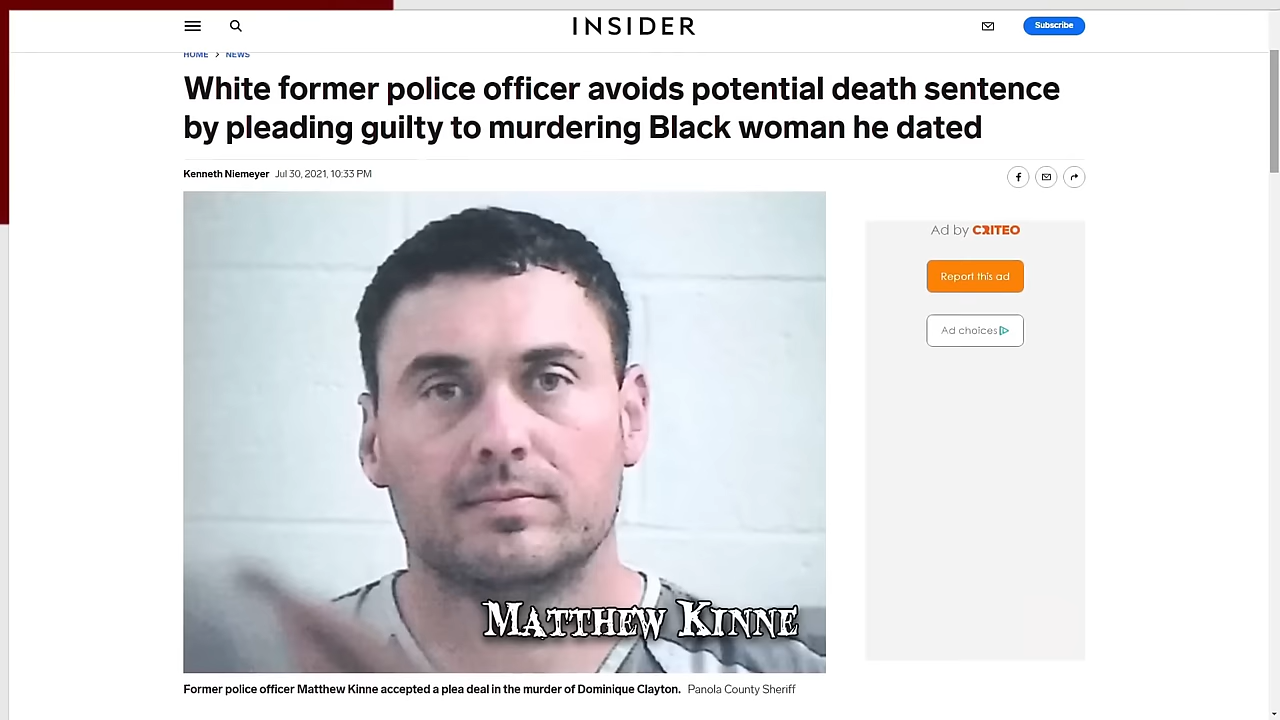 INSIDER
Subscribe
HOME > NEWS
White former police officer avoids potential death sentence
by pleading guilty to murdering Black woman he dated
Kenneth Niemeyer Jul 30, 2021, 10:33 PM
Ad by CRITEO
Report this ad
Ad choices
MATTHEW KINNE
Former police officer Matthew Kinne accepted a plea deal in the murder of Dominique Clayton. Panola County Sheriff